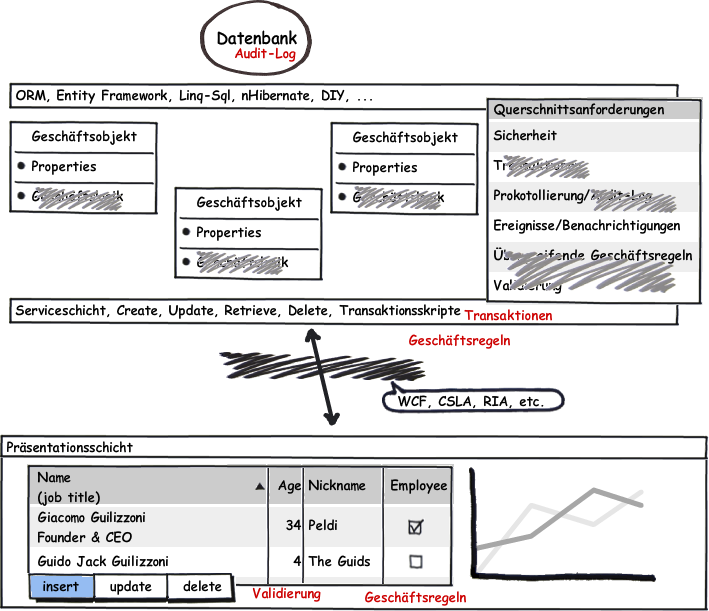 Datenbank
Audit-Log
ORM, Entity Framework, Linq-Sql, nHibernate, DIY, ...
Querschnittsanforderungen
Sicherheit
Prokotollierung/
Ereignisse/Benachrichtigungen
Geschäftsregeln
Geschäftsobjekt
Properties
Geschäftsobjekt
Properties
Geschäftsobjekt
Properties
Serviceschicht, Create, Update, Retrieve, Delete, Transaktionsskripte Transaktionen
Geschäftsregeln
WCF, CSLA, RIA, etc.
Präsentationsschicht
Name
(job title)
Age
Nickname
Employee
Giacomo Guilizzoni
Founder & CEO
34
Peldi
Guido Jack Guilizzoni
4
The Guids
insert
update
delete
Validierung
Geschäftsregeln